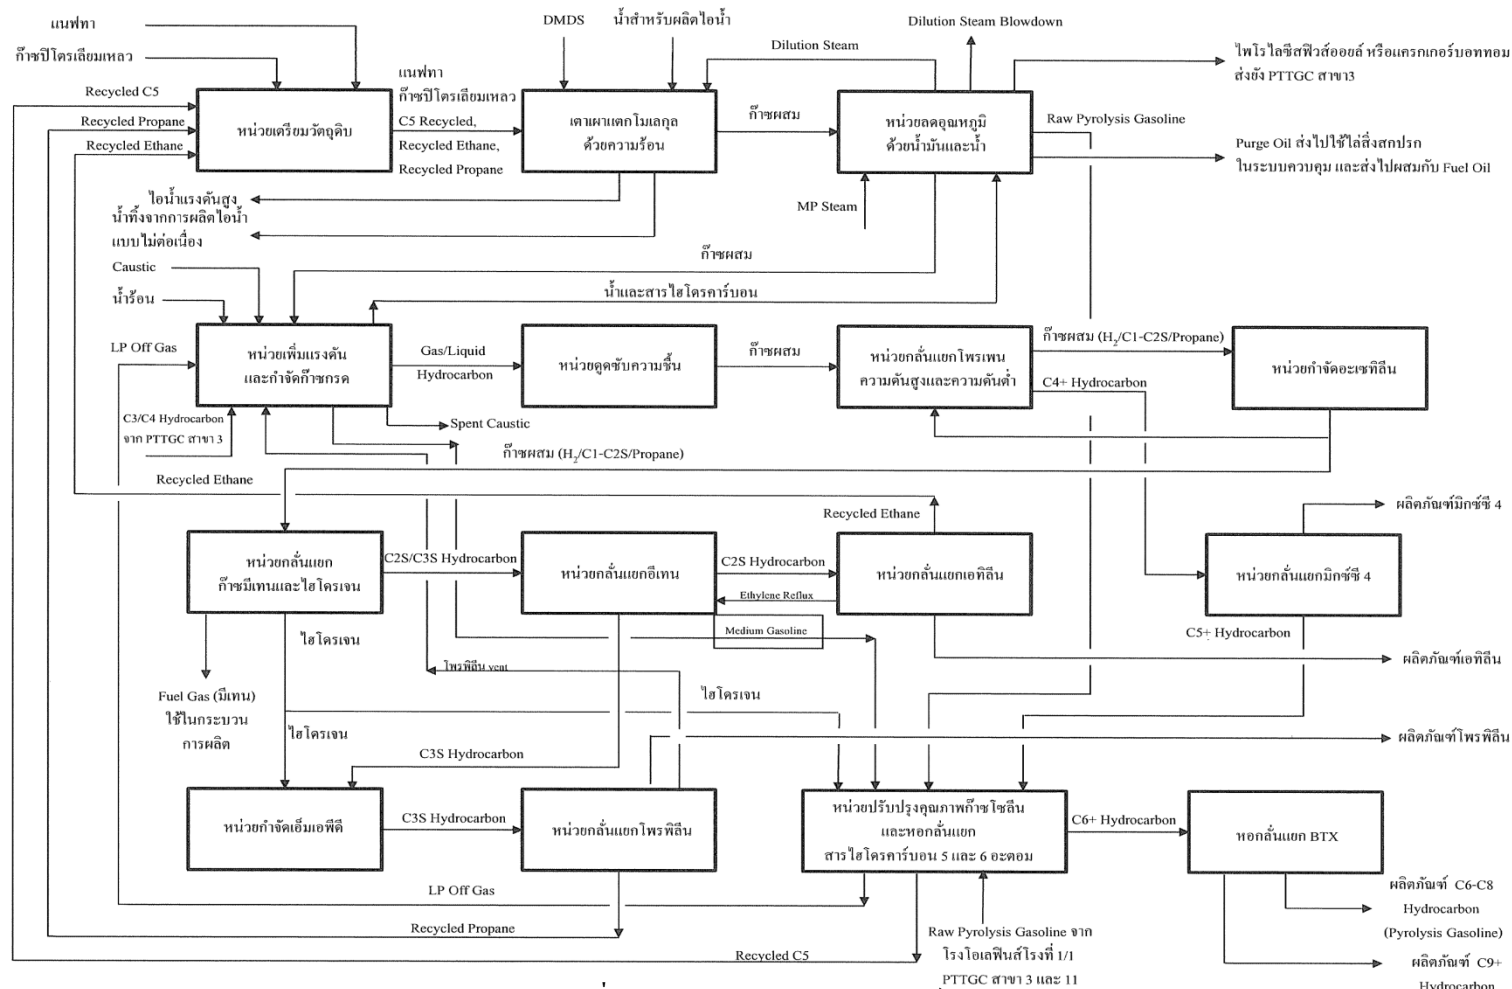 แนฟทา
ก๊าซปิโตรเลียมเหลว
DMDS
น้ำสำหรับผลิตไอน้ำ
Dilution Steam Blowdown
Dilution Steam
ไพโรไลซีสฟิวส์ออยล์ หรือแครกเกอร์บอททอม
ส่งยัง PTTGC สาขา3
Recycled C5
Recycled Propane
Recycled Ethane
หน่วยเตรียมวัตถุดิบ
แนฟทา
ก๊าซปิโตรเลียมเหลว
C5 Recycled,
Recycled Ethane,
Recycled Propane
เตาเผาแตกโมเลกุล
ด้วยความร้อน
ก๊าซผสม
หน่วยลดอุณหภูมิ
ด้วยน้ำมันและน้ำ
Raw Pyrolysis Gasoline
Purge Oil ส่งไปใช้ไล่สิ่งสกปรก
ในระบบควบคุม และส่งไปผสมกับ Fuel Oil
ไอน้ำแรงดันสูง
น้ำทิ้งจากการผลิตไอน้ำ
แบบไม่ต่อเนื่อง
MP Steam
ก๊าซผสม
Caustic
น้ำร้อน
น้ำและสารไฮโดรคาร์บอน
LP Off Gas
หน่วยเพิ่มแรงดัน
และกำจัดก๊าซกรด
Gas/Liquid
Hydrocarbon
หน่วยดูดซับความชื้น
ก๊าซผสม
หน่วยกลั่นแยกโพรเพน
ความดันสูงและความดันต่ำ
ก๊าซผสม (H2/C1-C2S/Propane)
C4+ Hydrocarbon
หน่วยกำจัดอะเซทิลีน
C3/C4 Hydrocarbon
จาก PTTGC สาขา 3
Spent Caustic
ก๊าซผสม (H2/C1-C2S/Propane)
Recycled Ethane
Recycled Ethane
ผลิตภัณฑ์มิกซ์ซี 4
หน่วยกลั่นแยก
ก๊าซมีเทนและไฮโดรเจน
C2S/C3S Hydrocarbon
หน่วยกลั่นแยกอีเทน
C2S Hydrocarbon
Ethylene Reflux
หน่วยกลั่นแยกเอทิลีน
หน่วยกลั่นแยกมิกซ์ซี 4
ไฮโดรเจน
Medium Gasoline
C5+ Hydrocarbon
ผลิตภัณฑ์เอทิลีน
โพรพิลีน vent
Fuel Gas (มีเทน)
ใช้ในกระบวน
การผลิต
ไฮโดรเจน
ไฮโดรเจน
C3S Hydrocarbon
ผลิตภัณฑ์โพรพิลีน
หน่วยกำจัดเอ็มเอพีดี
C3S Hydrocarbon
หน่วยกลั่นแยกโพรพิลีน
หน่วยปรับปรุงคุณภาพก๊าซโซลีน
และหอกลั่นแยก
สารไฮโดรคาร์บอน 5 และ 6 อะตอม
C6+ Hydrocarbon
หอกลั่นแยก BTX
LP Off Gas
Recycled Propane
Recycled C5
Raw Pyrolysis Gasoline จาก
โรงโอเลฟินส์โรงที่ 1/1
PTTGC สาขา 3 และ 11
ผลิตภัณฑ์ C6-C8
Hydrocarbon
(Pyrolysis Gasoline)
ผลิตภัณฑ์ C9+
Hydrocarbon